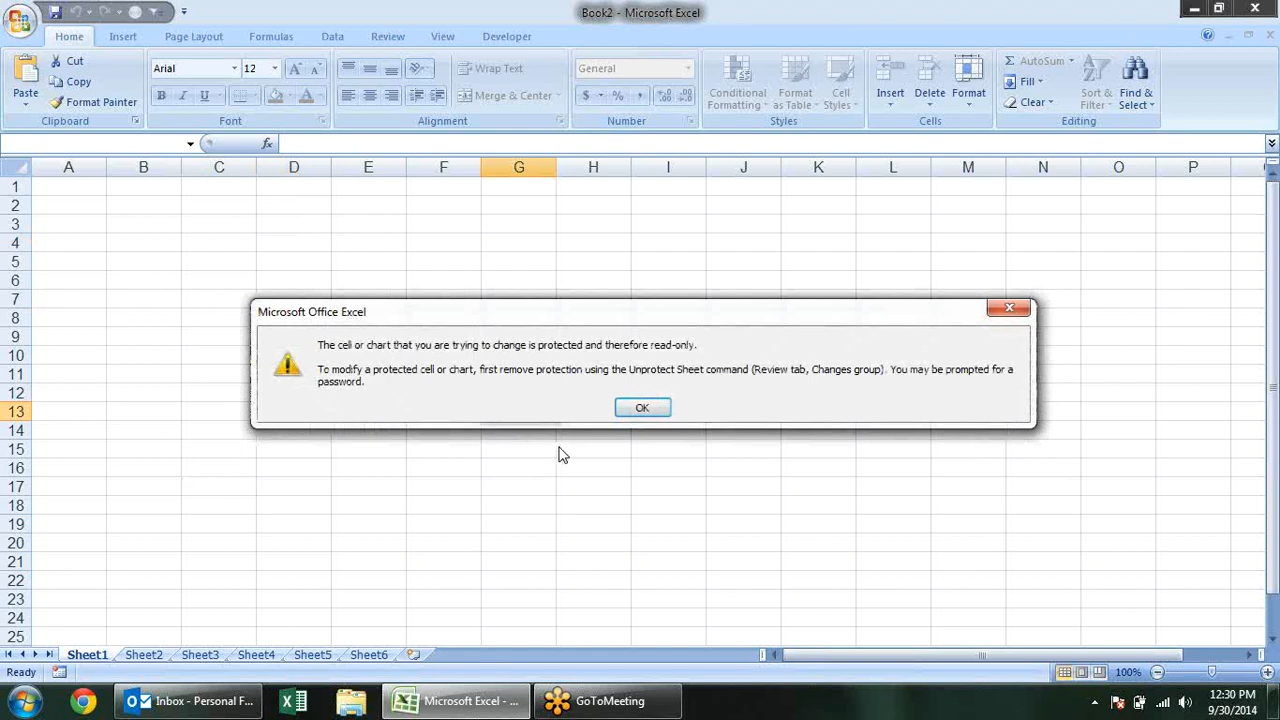 Book2 - Microsoft Excel
Home Insert Page Layout Formulas Data Review View Developer
Paste
Cut
Copy
Format Painter
Clipboard
Arial 12
B I U
Font
Wrap Text
Merge & Center
Alignment
General
$ % ,
Number
Conditional Formatting
Format as Table
Cell Styles
Styles
Insert Delete Format
Cells
AutoSum
Fill
Clear
Sort & Filter
Find & Select
Editing
fx
A B C D E F G H I J K L M N O P
1
2
3
4
5
6
7
8
9
10
11
12
13
14
15
16
17
18
19
20
21
22
23
24
25
Microsoft Office Excel
The cell or chart that you are trying to change is protected and therefore read-only.
To modify a protected cell or chart, first remove protection using the Unprotect Sheet command (Review tab, Changes group). You may be prompted for a
password.
OK
Sheet1 Sheet2 Sheet3 Sheet4 Sheet5 Sheet6
Ready 100%
Inbox - Personal F... Microsoft Excel - ... GoToMeeting
12:30 PM
9/30/2014